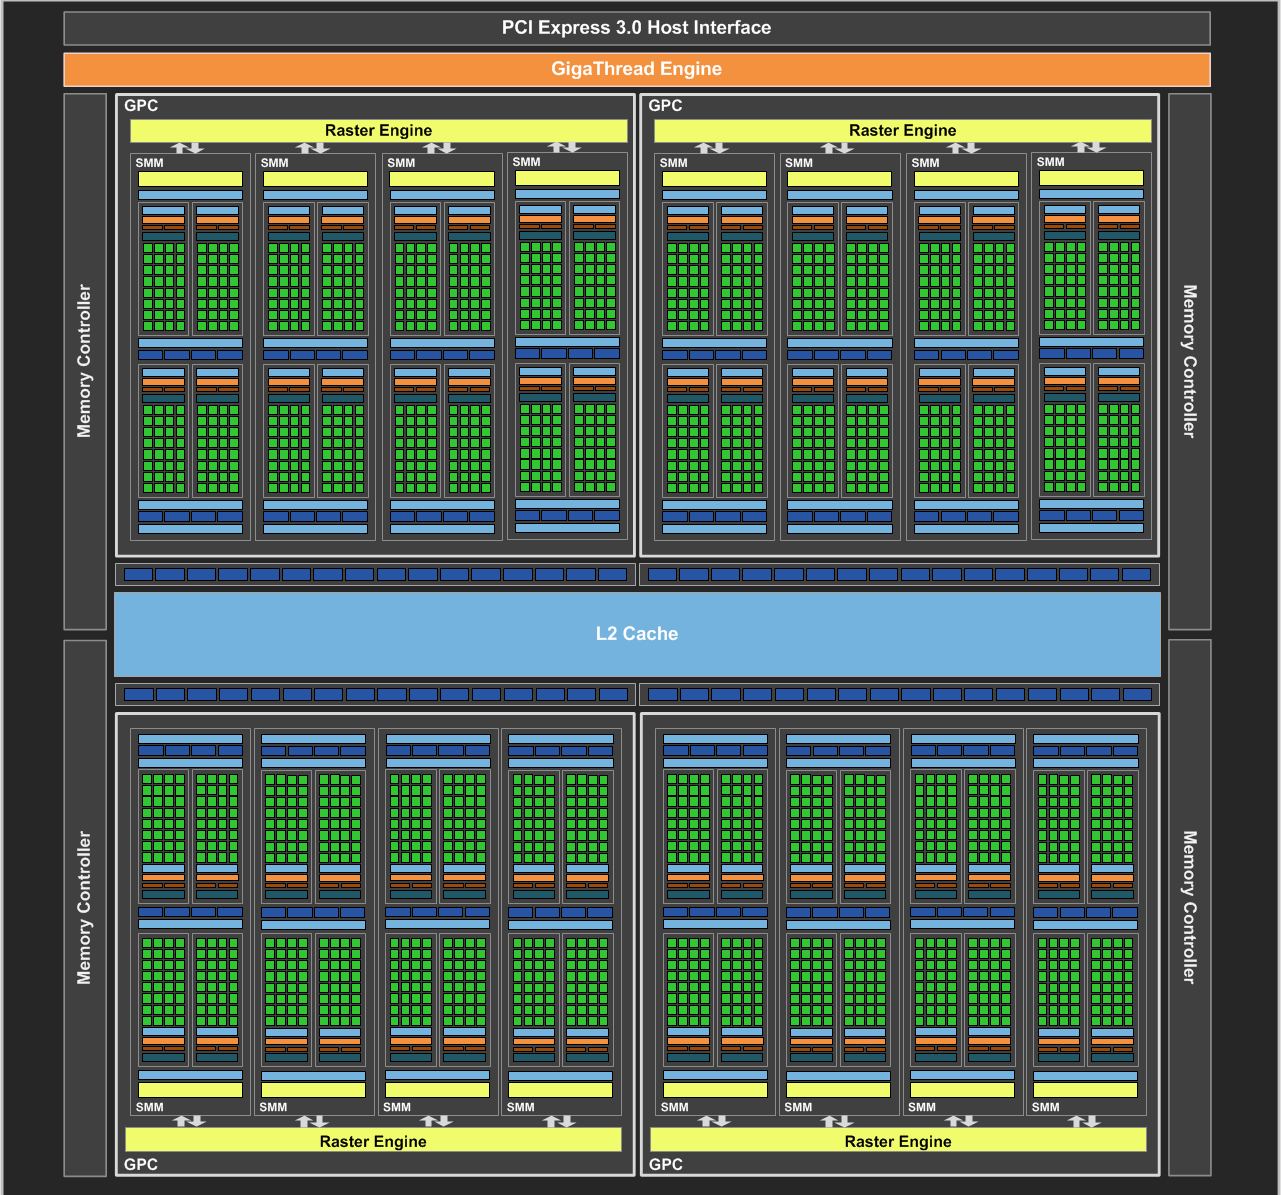 PCI Express 3.0 Host Interface
GigaThread Engine
GPC
GPC
Raster Engine
Raster Engine
SMM
SMM
SMM
SMM
SMM
SMM
SMM
SMM
Memory Controller
Memory Controller
L2 Cache
Memory Controller
Memory Controller
SMM
SMM
SMM
SMM
SMM
SMM
SMM
SMM
Raster Engine
Raster Engine
GPC
GPC